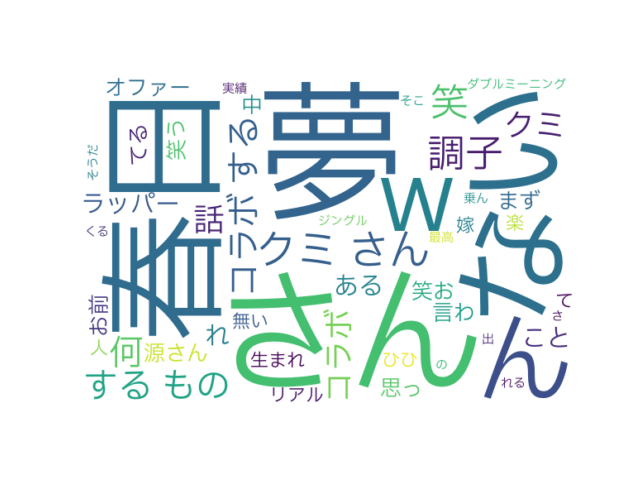 オファー
実績
中
夢
そこ
ダブルミーニング
笑
クミ
春日
てる
笑う
コラボ する
調子
ない
そうだ
ラッパー
話
W
乗ん
まず
くる
ジングル
嫁
楽
クミ さん
最高
お前
れ
無い
さん
ある
笑お
言わ
て
さ
人
何
源さん
生まれ
コラボ
ひひ
の
出
ん
こと
する もの
リアル
思っ
れる